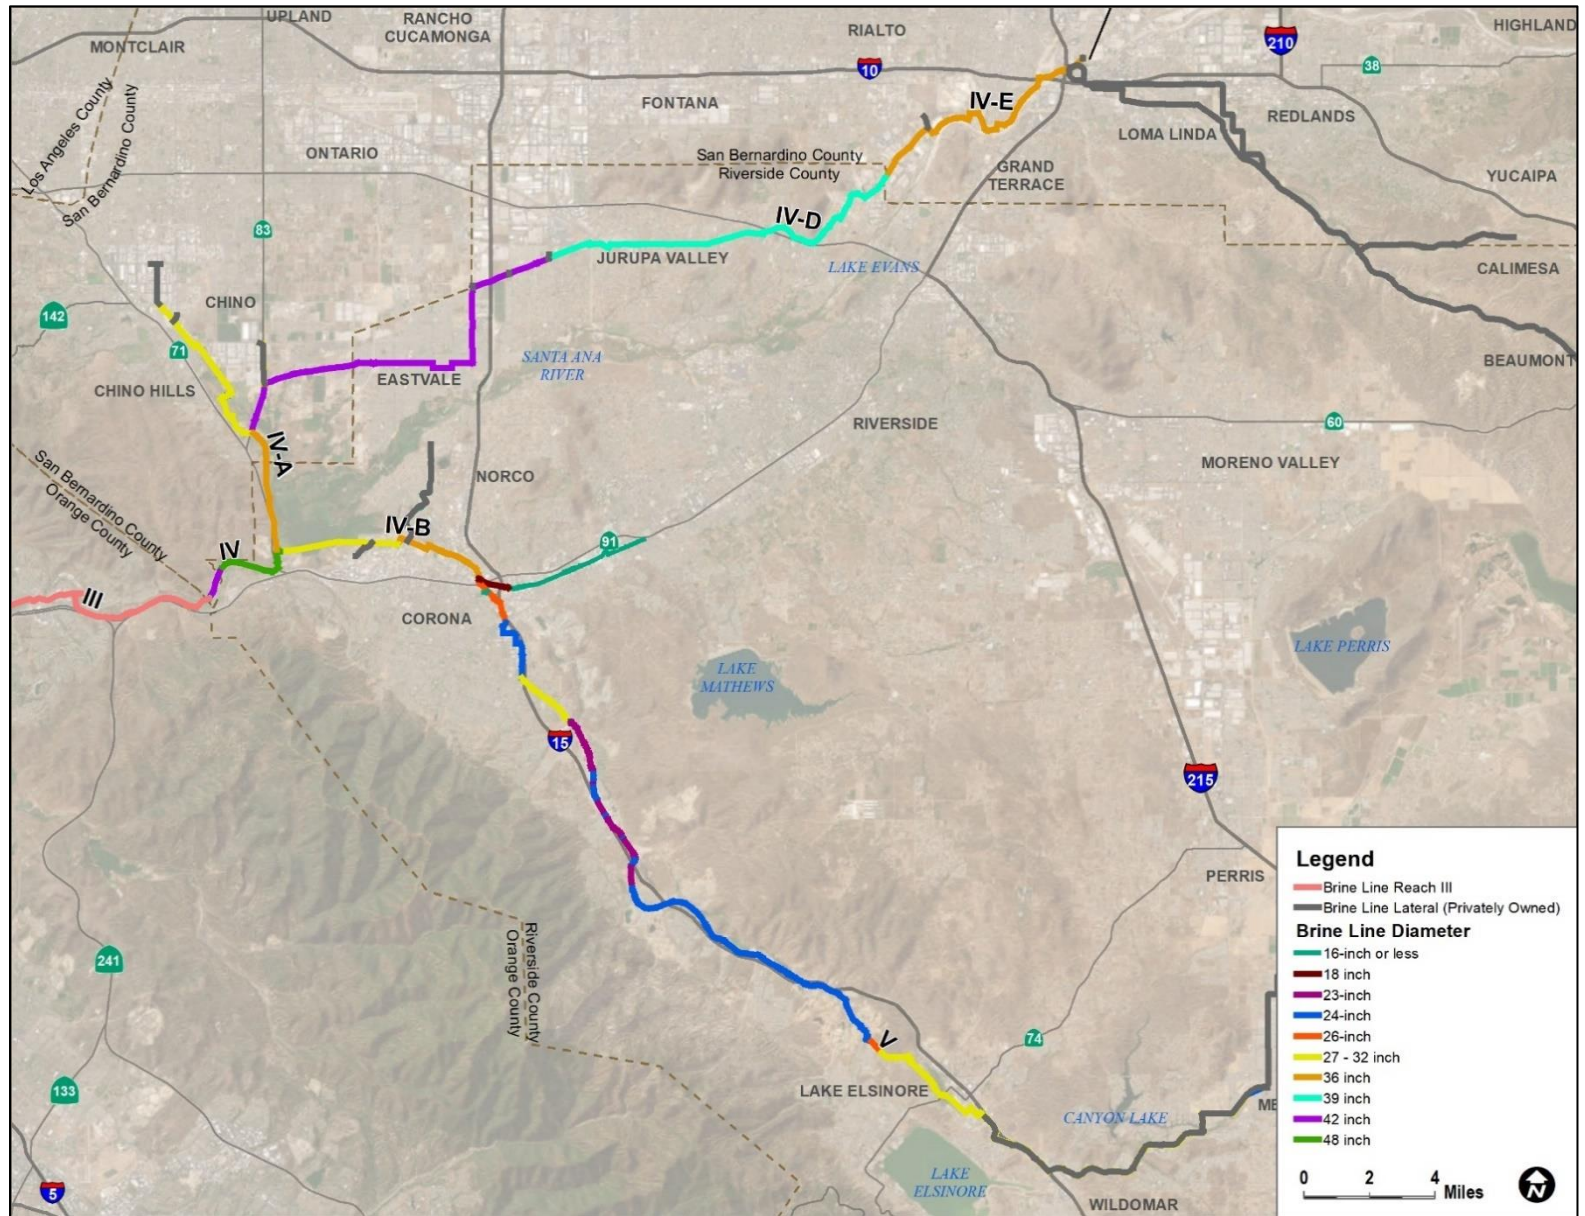 UPLAND
RANCHO
CUCAMONGA
MONTCLAIR
RIALTO
HIGHLAND
210
10
38
Los Angeles County
San Bernardino County
FONTANA
IV-E
REDLANDS
LOMA LINDA
ONTARIO
San Bernardino County
Riverside County
GRAND
TERRACE
YUCAIPA
83
IV-D
JURUPA VALLEY
LAKE EVANS
CALIMESA
CHINO
142
71
SANTA ANA
RIVER
BEAUMONT
CHINO HILLS
EASTVALE
RIVERSIDE
60
IV-A
San Bernardino County
Orange County
NORCO
MORENO VALLEY
IV-B
IV
91
III
CORONA
LAKE
MATHEWS
LAKE PERRIS
15
215
PERRIS
Riverside County
Orange County
241
V
74
133
LAKE ELSINORE
CANYON LAKE
ME
LAKE
ELSINORE
WILDOMAR
5
Legend
Brine Line Reach III
Brine Line Lateral (Privately Owned)
Brine Line Diameter
16-inch or less
18 inch
23-inch
24-inch
26-inch
27 - 32 inch
36 inch
39 inch
42 inch
48 inch
0 2 4
Miles
N